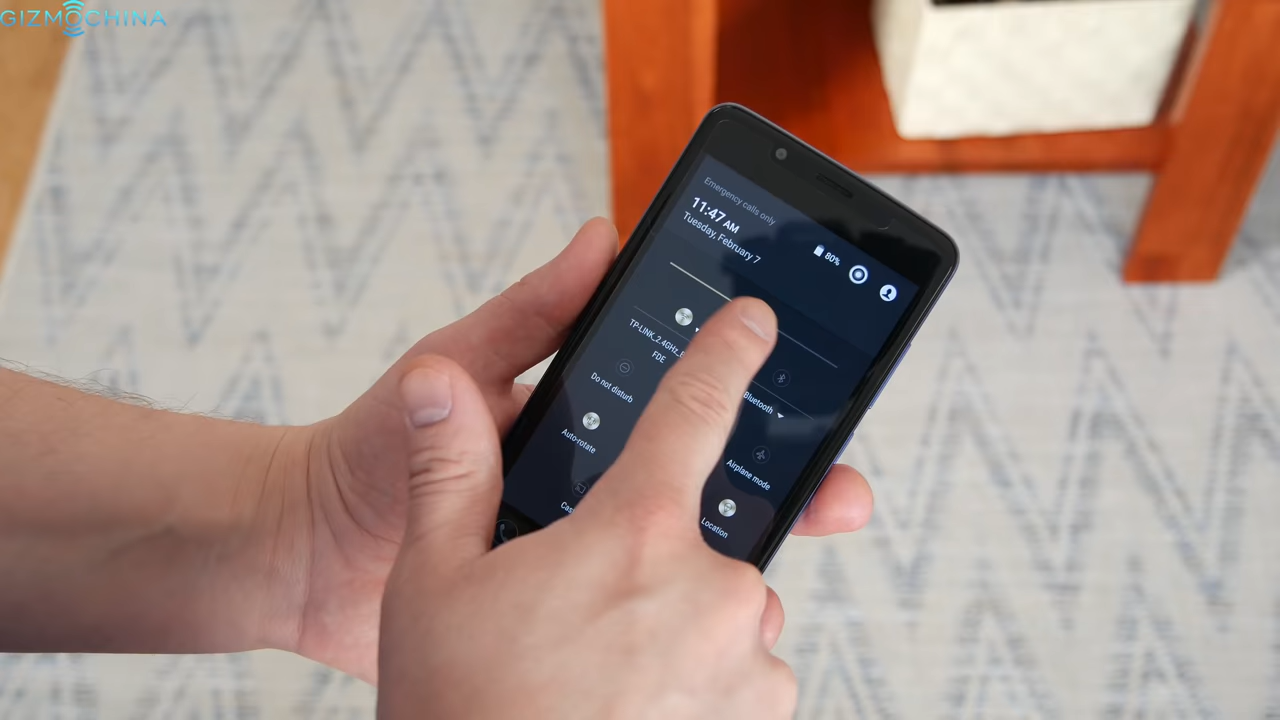 GIZMOCHINA
Emergency calls only
11:47 AM
Tuesday, February 7
80%
TP-LINK_2.4GHz_
FDE
Bluetooth
Do not disturb
Auto-rotate
Airplane mode
Location